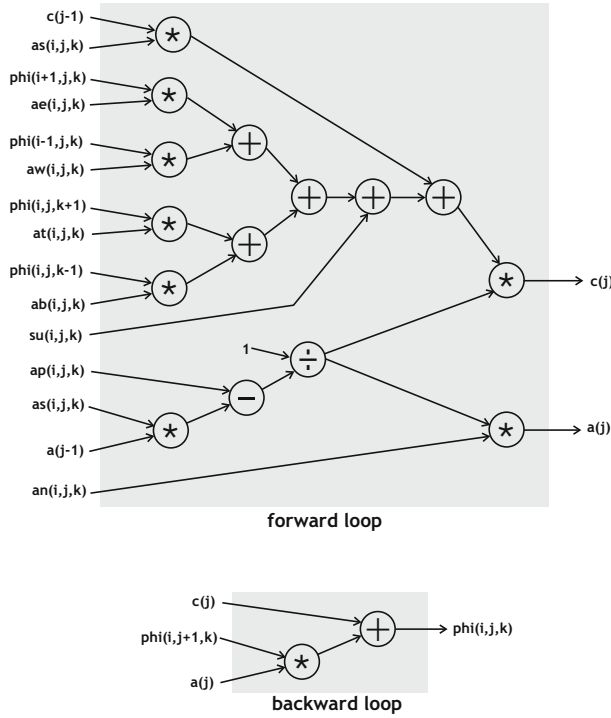 c(j-1)
as(i,j,k)
*
phi(i+1,j,k)
ae(i,j,k)
*
+
phi(i-1,j,k)
aw(i,j,k)
*
phi(i,j,k+1)
at(i,j,k)
*
+
+
+
+
phi(i,j,k-1)
ab(i,j,k)
*
su(i,j,k)
*
c(j)
1
÷
ap(i,j,k)
−
as(i,j,k)
a(j-1)
*
*
a(j)
an(i,j,k)
forward loop
c(j)
+
phi(i,j,k)
phi(i,j+1,k)
*
a(j)
backward loop